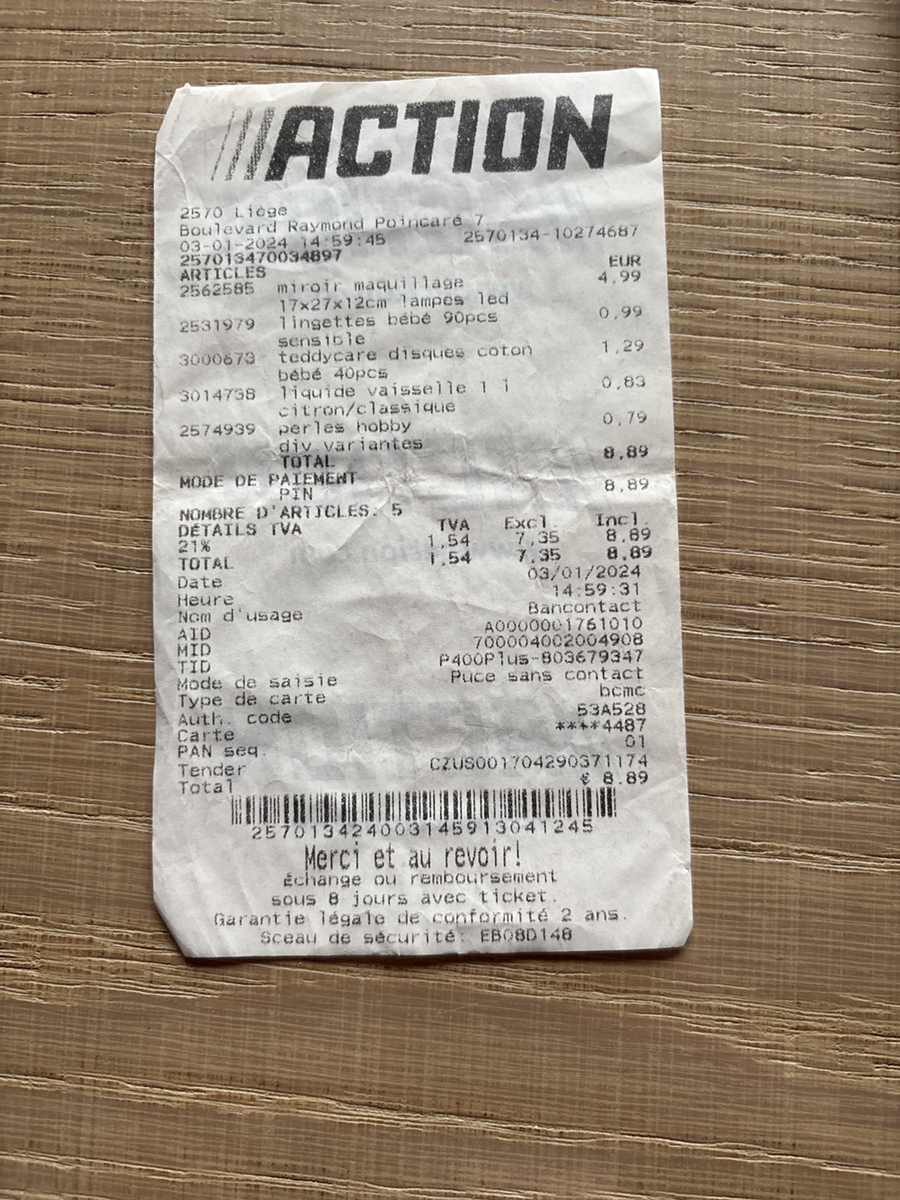 ACTION
2570 Liège
Boulevard Raymond Poincaré 7
03-01-2024 14:59:45 2570134-10274687
257013470034897
ARTICLES EUR
2562585 miroir maquillage 4,99
17x27x12cm lampes led
2531979 lingettes bébé 90pcs 0,99
sensible
3000673 teddycare disques coton 1,29
bébé 40pcs
3014738 liquide vaisselle 1 l 0,83
citron/classique
2574939 perles hobby 0,79
div variantes
TOTAL 8,89
MODE DE PAIEMENT
PIN 8,89
NOMBRE D'ARTICLES: 5
DÉTAILS TVA TVA Excl. Incl.
21% 1,54 7,35 8,89
TOTAL 1,54 7,35 8,89
Date 03/01/2024
Heure 14:59:31
Nom d'usage Bancontact
AID A0000001761010
MID 700004002004908
TID P400Plus-803679347
Mode de saisie Puce sans contact
Type de carte bcmc
Auth. code 53A528
Carte ****4487
PAN seq. 01
Tender CZUS001704290371174
Total € 8.89
257013424003145913041245
Merci et au revoir!
Échange ou remboursement
sous 8 jours avec ticket.
Garantie légale de conformité 2 ans.
Sceau de sécurité: EB08D148